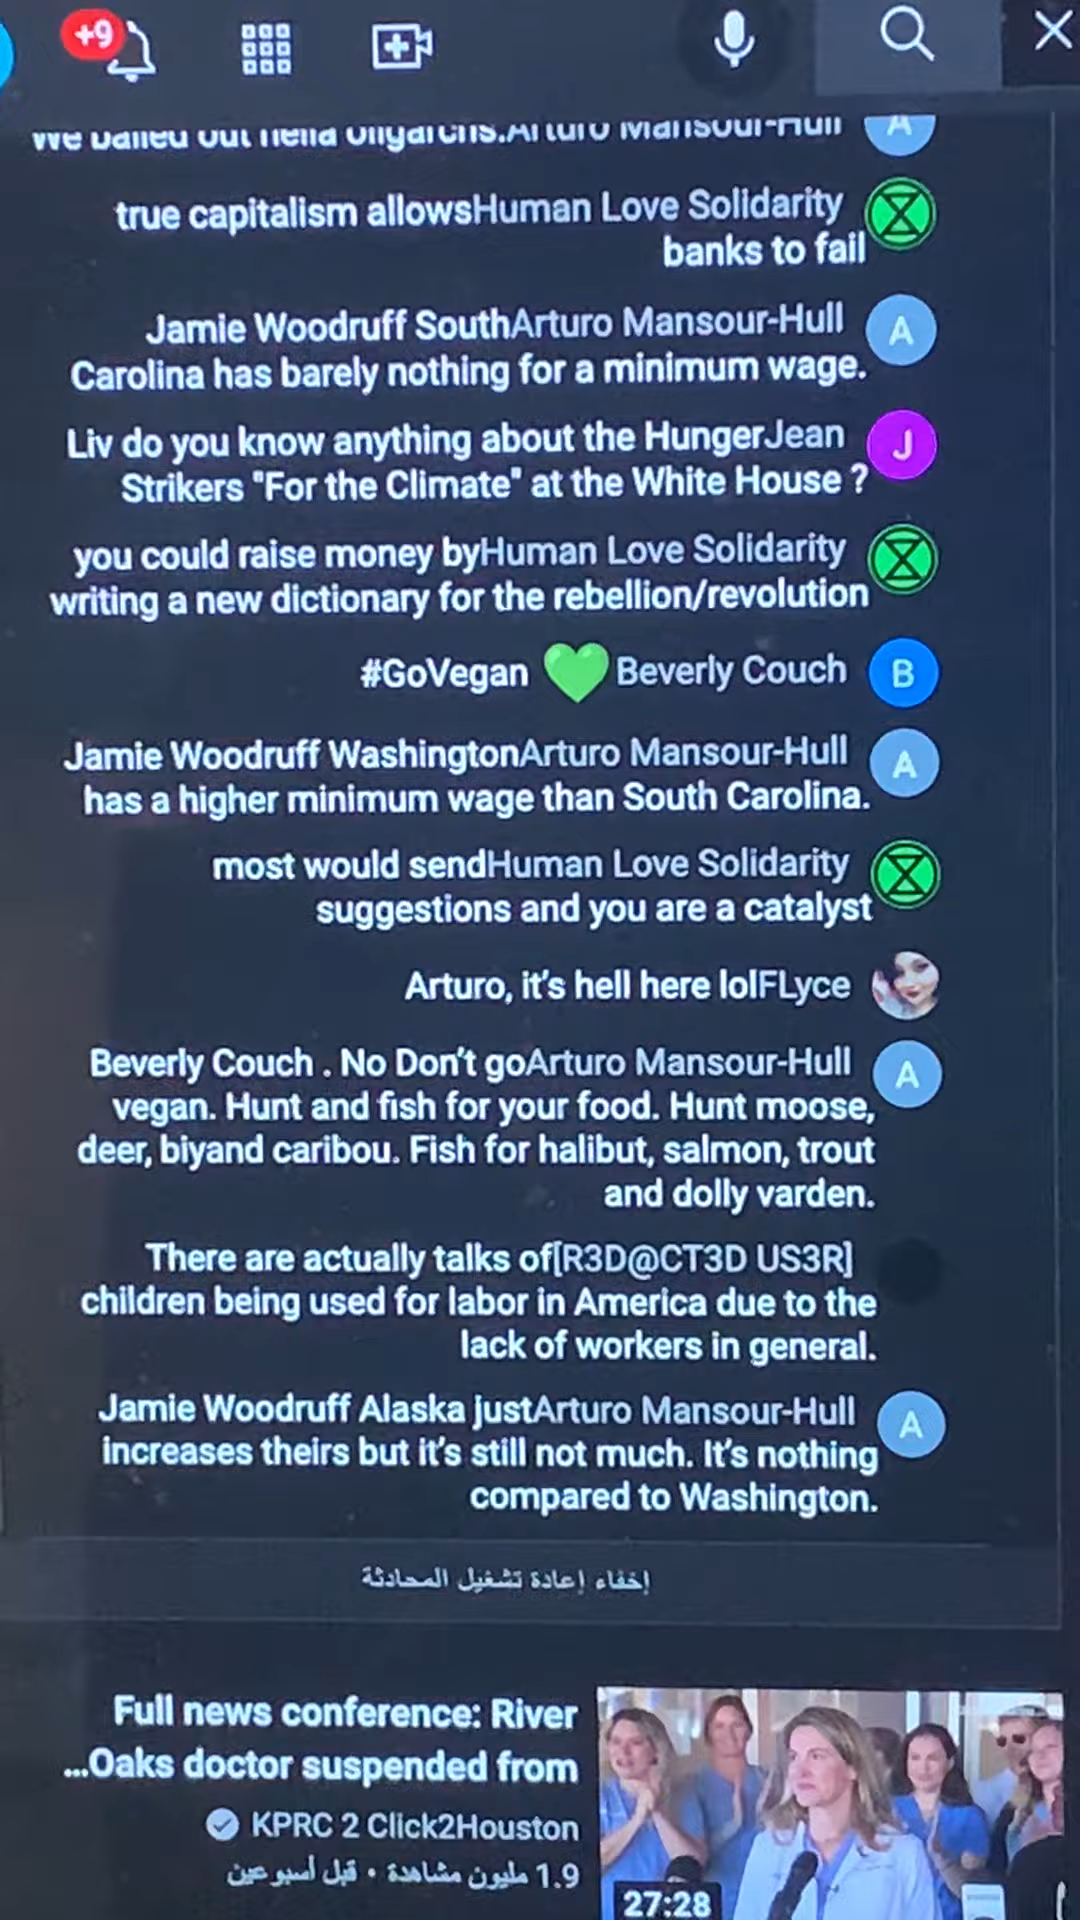 +9
We bailed out hella oligarchs.Arturo Mansour-Hull
A
true capitalism allowsHuman Love Solidarity
banks to fail
Jamie Woodruff SouthArturo Mansour-Hull
A
Carolina has barely nothing for a minimum wage.
Liv do you know anything about the HungerJean
J
Strikers "For the Climate" at the White House ?
you could raise money byHuman Love Solidarity
writing a new dictionary for the rebellion/revolution
#GoVegan 💚 Beverly Couch
B
Jamie Woodruff WashingtonArturo Mansour-Hull
A
has a higher minimum wage than South Carolina.
most would sendHuman Love Solidarity
suggestions and you are a catalyst
Arturo, it's hell here lolFLyce
Beverly Couch . No Don't goArturo Mansour-Hull
A
vegan. Hunt and fish for your food. Hunt moose,
deer, biyand caribou. Fish for halibut, salmon, trout
and dolly varden.
There are actually talks of[R3D@CT3D US3R]
children being used for labor in America due to the
lack of workers in general.
Jamie Woodruff Alaska justArturo Mansour-Hull
A
increases theirs but it's still not much. It's nothing
compared to Washington.
إخفاء إعادة تشغيل المحادثة
Full news conference: River
...Oaks doctor suspended from
KPRC 2 Click2Houston
1.9 مليون مشاهدة • قبل أسبوعين
27:28